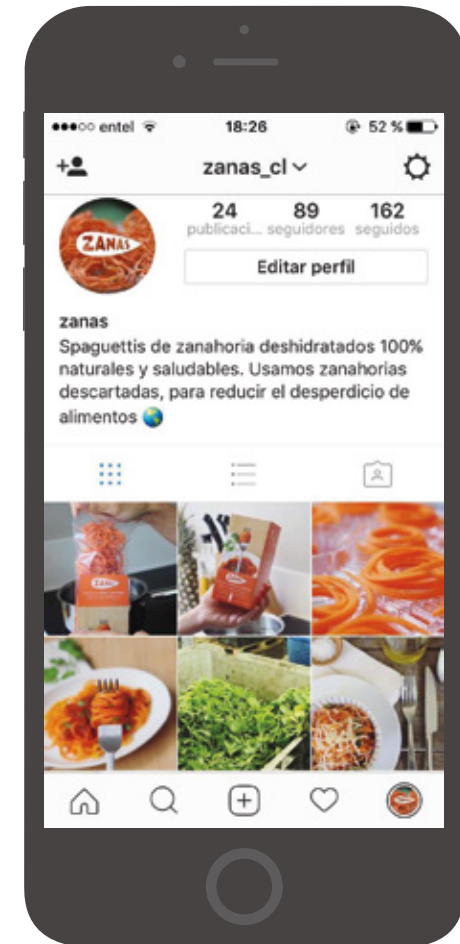 entel 18:26 52 %
zanas_cl
24 89 162
publicaci... seguidores seguidos
ZANAS
Editar perfil
zanas
Spaguettis de zanahoria deshidratados 100%
naturales y saludables. Usamos zanahorias
descartadas, para reducir el desperdicio de
alimentos
ZANAS